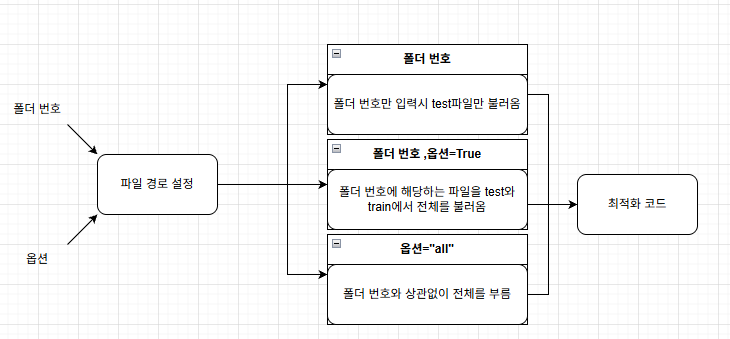 폴더 번호
옵션
파일 경로 설정
폴더 번호
폴더 번호만 입력시 test파일만 불러옴
폴더 번호 ,옵션=True
폴더 번호에 해당하는 파일을 test와
train에서 전체를 불러옴
옵션="all"
폴더 번호와 상관없이 전체를 부름
최적화 코드